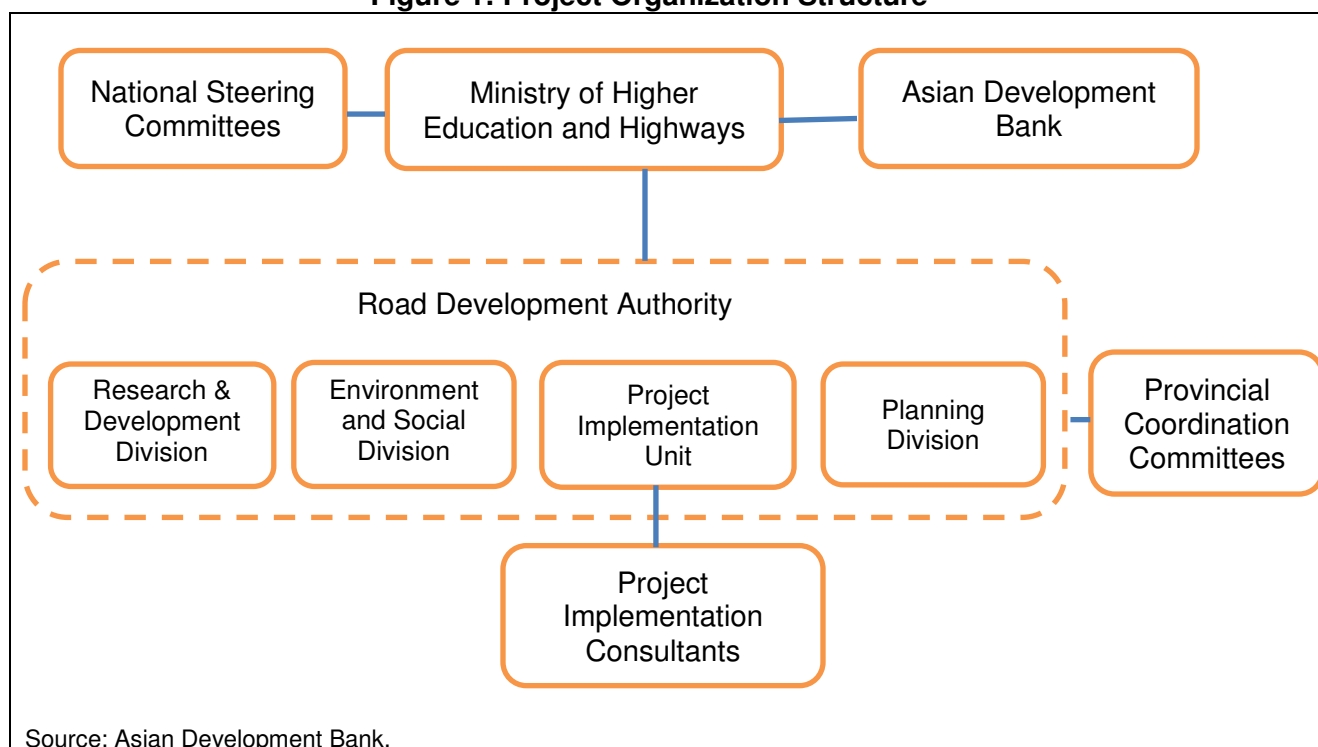 Figure 1: Project Organization Structure
National Steering
Committees
Ministry of Higher
Education and Highways
Asian Development
Bank
Road Development Authority
Research &
Development
Division
Environment
and Social
Division
Project
Implementation
Unit
Planning
Division
Provincial
Coordination
Committees
Project
Implementation
Consultants
Source: Asian Development Bank.